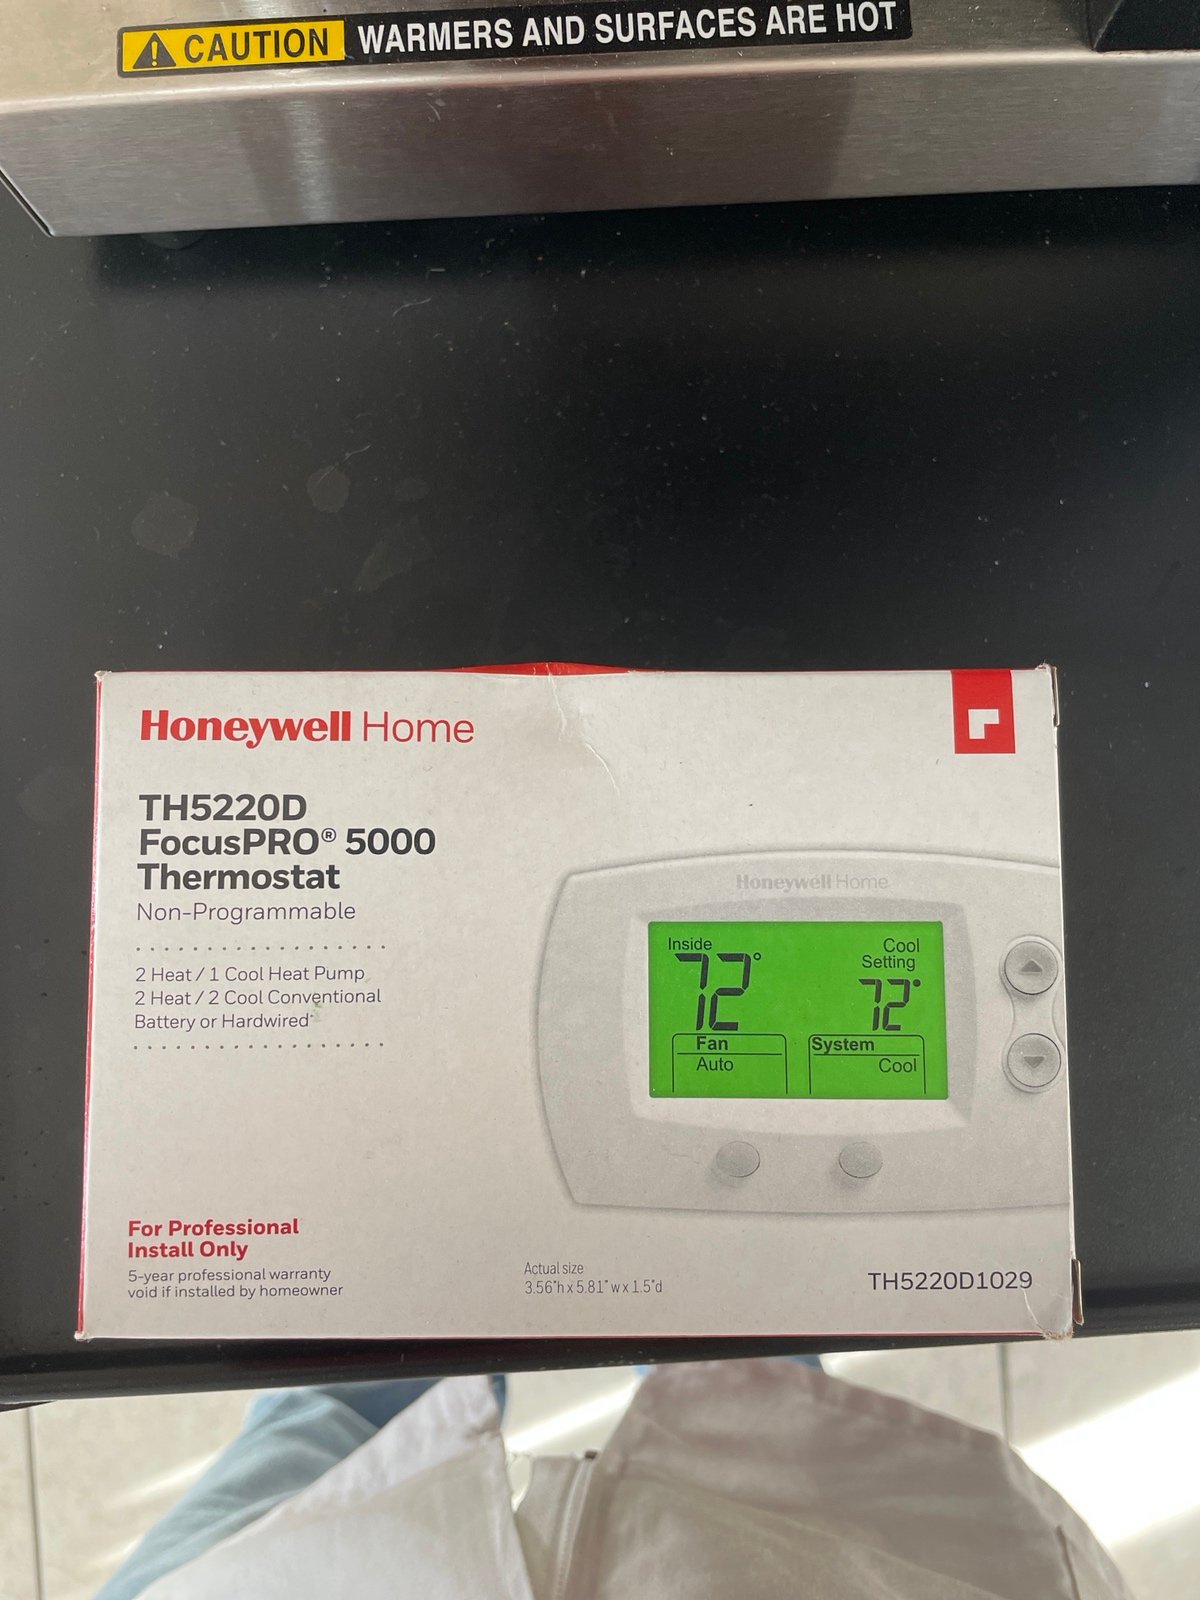 CAUTION WARMERS AND SURFACES ARE HOT
Honeywell Home
TH5220D
FocusPRO® 5000
Thermostat
Non-Programmable
2 Heat / 1 Cool Heat Pump
2 Heat / 2 Cool Conventional
Battery or Hardwired
Honeywell Home
Inside
72°
Cool
Setting
72°
Fan
Auto
System
Cool
For Professional
Install Only
5-year professional warranty
void if installed by homeowner
Actual size
3.56"h x 5.81" w x 1.5"d
TH5220D1029